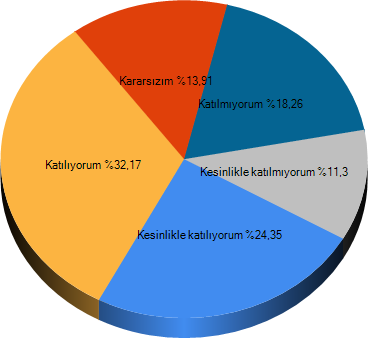 Kararsızım %13,91
Katılmıyorum %18,26
Katılıyorum %32,17
Kesinlikle katılmıyorum %11,3
Kesinlikle katılıyorum %24,35